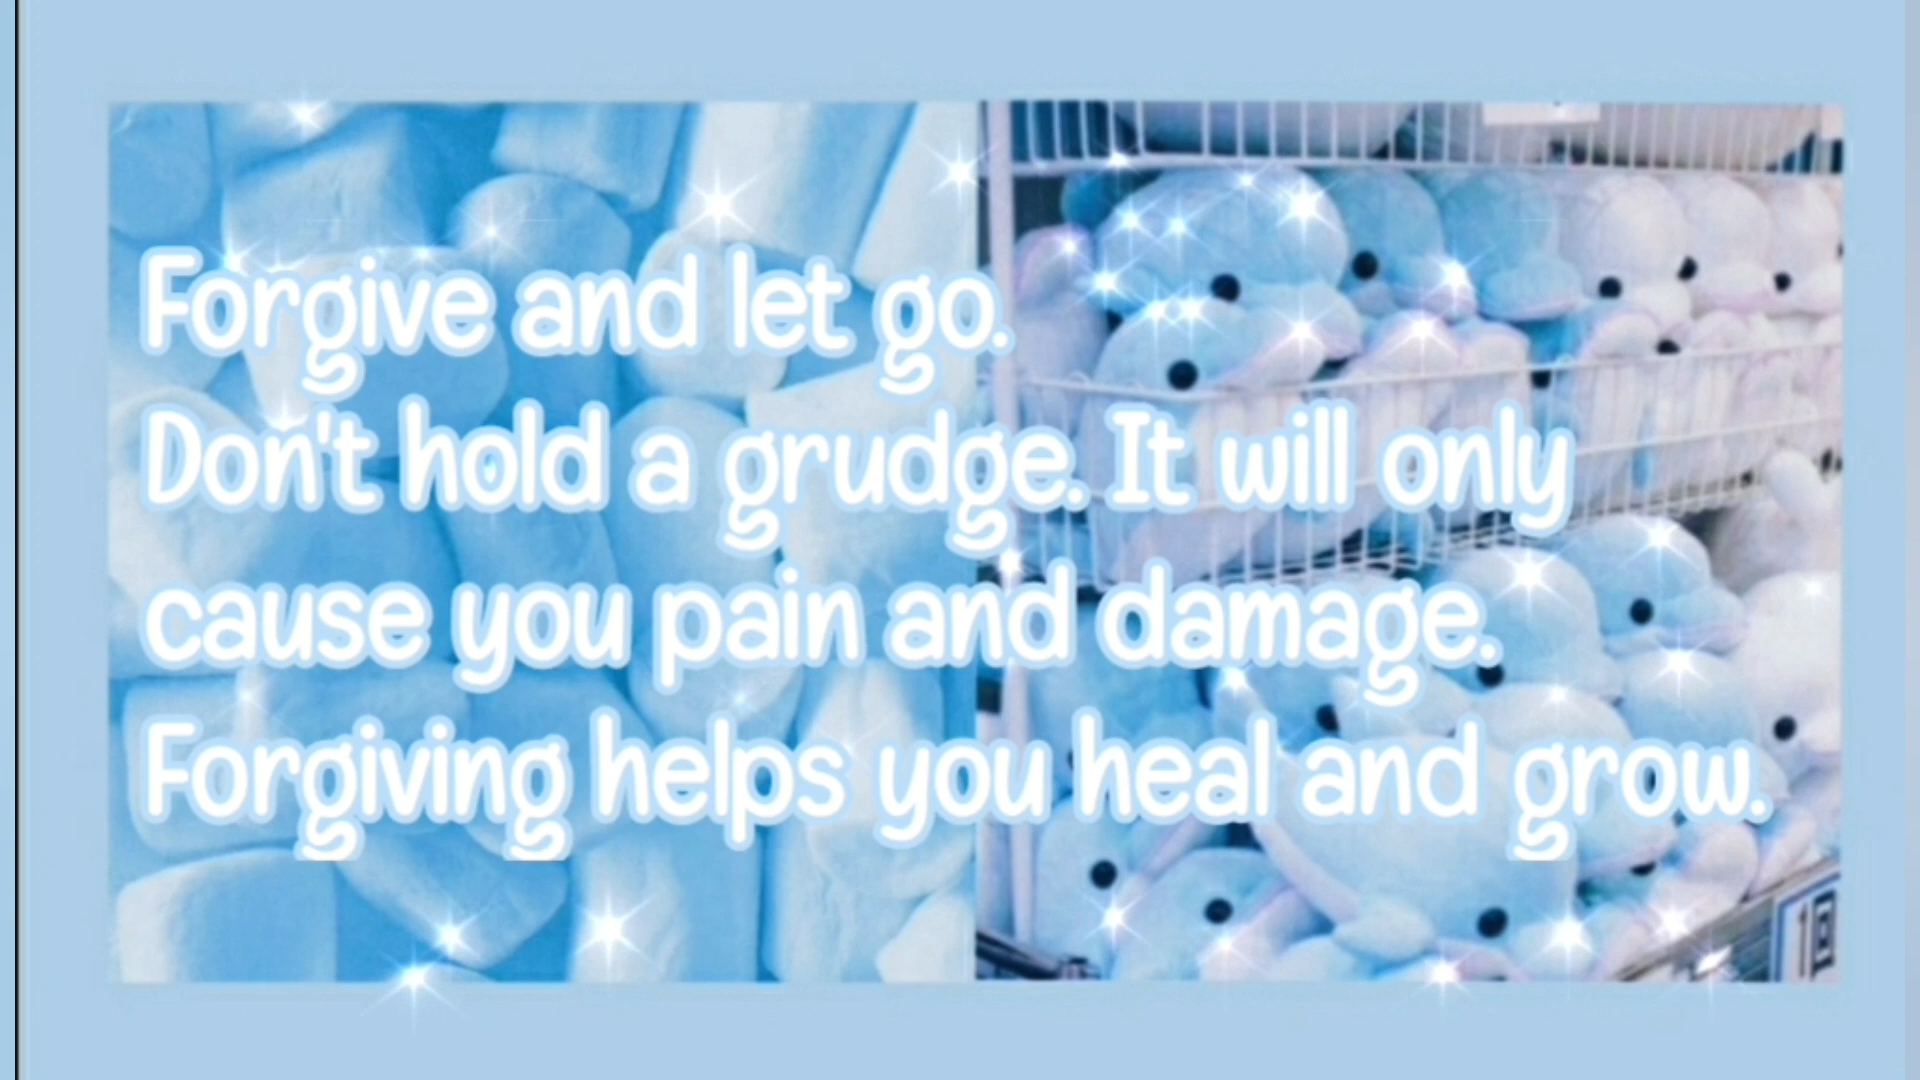 Forgive and let go.
Don't hold a grudge. It will only
cause you pain and damage.
Forgiving helps you heal and grow.